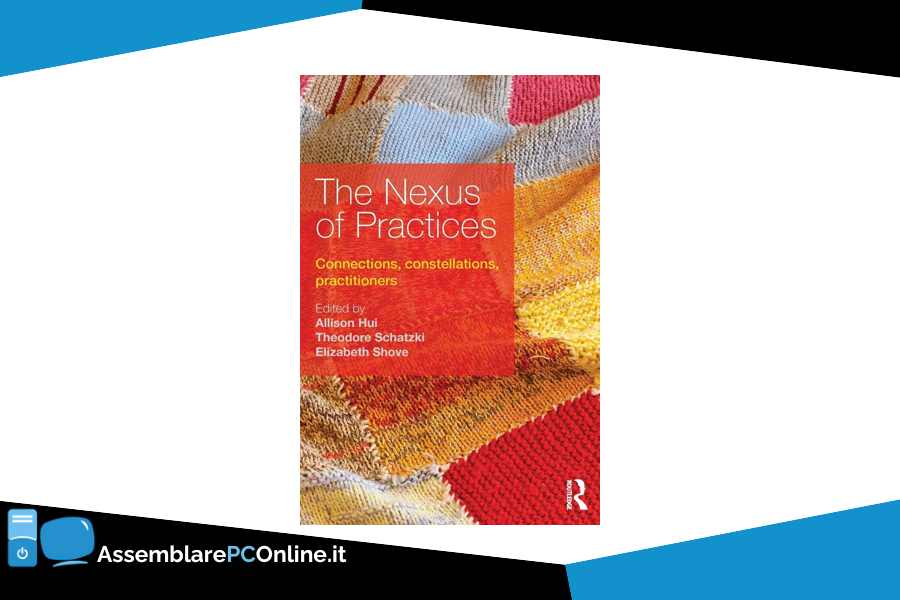 The Nexus
of Practices
Connections, constellations,
practitioners
Edited by
Allison Hui
Theodore Schatzki
Elizabeth Shove
ROUTLEDGE
AssemblarePCOnline.it